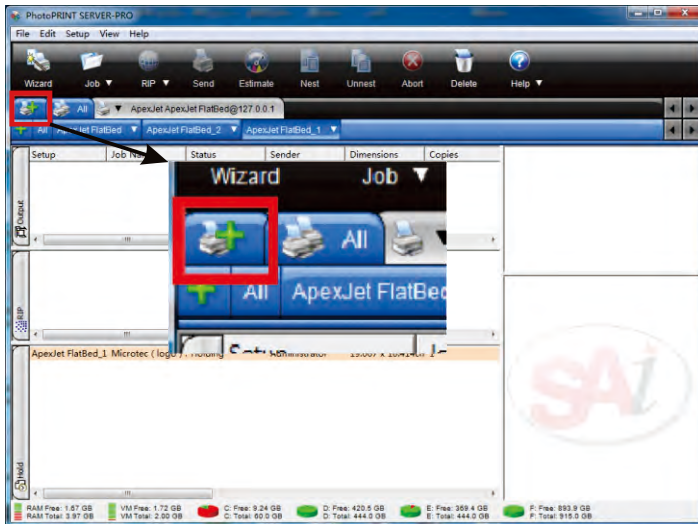 PhotoPRINT SERVER-PRO
File Edit Setup View Help
Wizard Job RIP Send Estimate Nest Unnest Abort Delete Help
All ApexJet ApexJet FlatBed@127.0.0.1
All ApexJet FlatBed ApexJet FlatBed_2 ApexJet FlatBed_1
Setup Job Na Status Sender Dimensions Copies
Wizard Job
All
All ApexJet FlatBed
Output
RIP
ApexJet FlatBed_1 Microtec ( logo ) : Holding Administrator
Hold
SAi
RAM Free: 1.67 GB VM Free: 1.72 GB C: Free: 9.24 GB D: Free: 420.5 GB E: Free: 369.4 GB F: Free: 893.9 GB
RAM Total: 3.97 GB VM Total: 2.00 GB C: Total: 60.0 GB D: Total: 444.0 GB E: Total: 444.0 GB F: Total: 915.0 GB